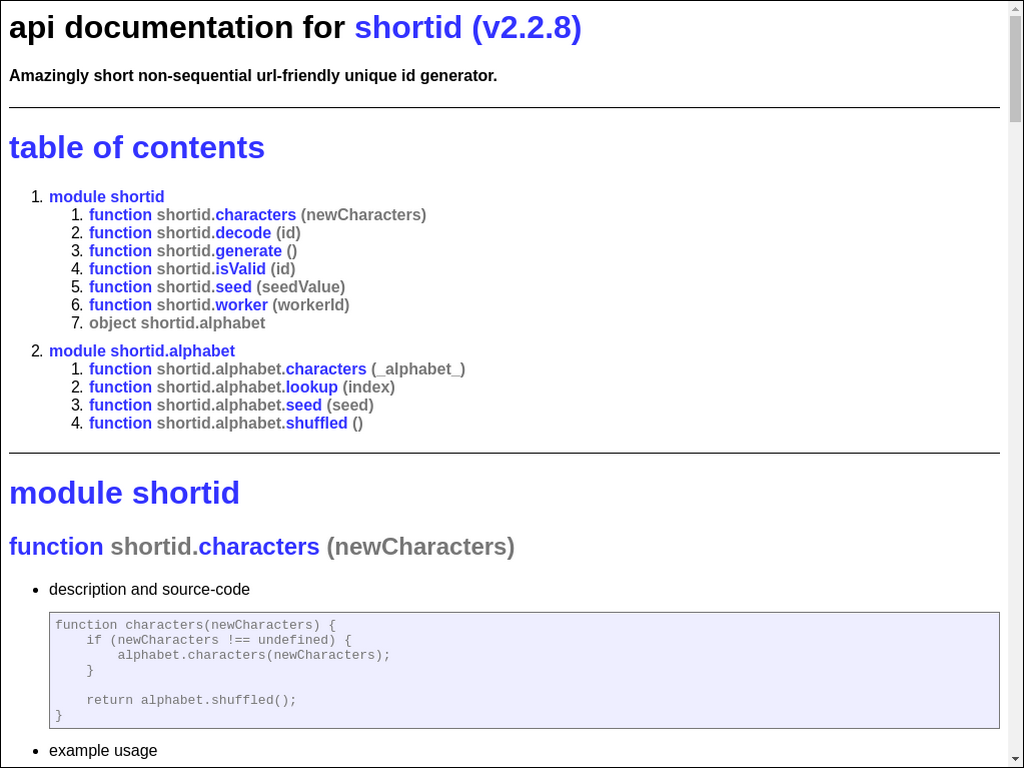 api documentation for shortid (v2.2.8)
Amazingly short non-sequential url-friendly unique id generator.
table of contents
1. module shortid
1. function shortid.characters (newCharacters)
2. function shortid.decode (id)
3. function shortid.generate ()
4. function shortid.isValid (id)
5. function shortid.seed (seedValue)
6. function shortid.worker (workerId)
7. object shortid.alphabet
2. module shortid.alphabet
1. function shortid.alphabet.characters (_alphabet_)
2. function shortid.alphabet.lookup (index)
3. function shortid.alphabet.seed (seed)
4. function shortid.alphabet.shuffled ()
module shortid
function shortid.characters (newCharacters)
• description and source-code
function characters(newCharacters) {
    if (newCharacters !== undefined) {
        alphabet.characters(newCharacters);
    }
    return alphabet.shuffled();
}
• example usage